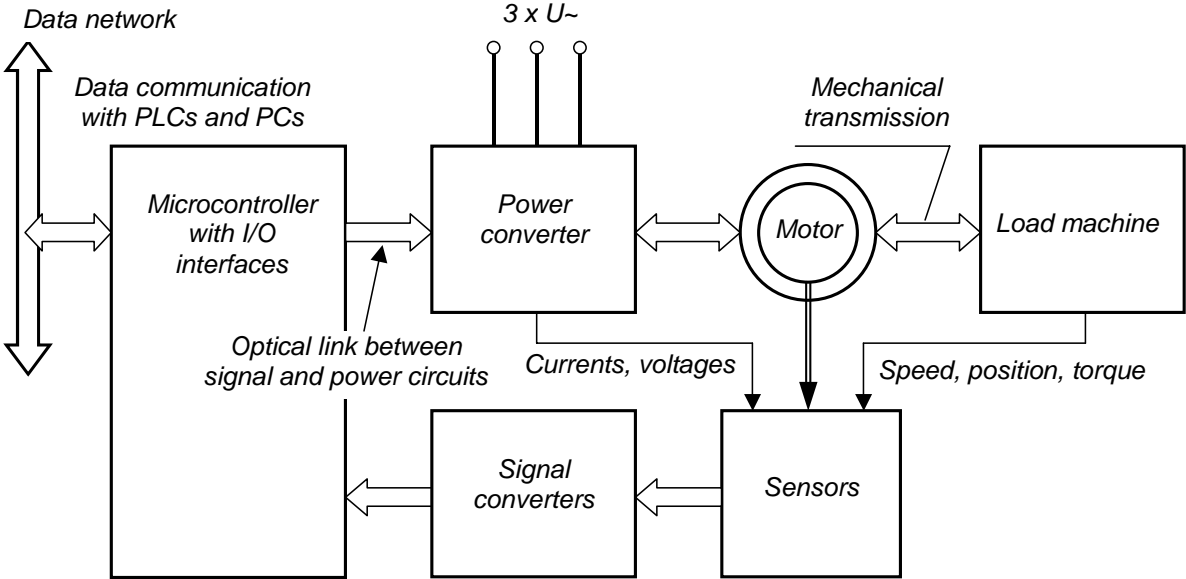 Data network
3 x U~
Data communication
with PLCs and PCs
Mechanical
transmission
Microcontroller
with I/O
interfaces
Power
converter
Motor
Load machine
Optical link between
signal and power circuits
Currents, voltages
Speed, position, torque
Signal
converters
Sensors